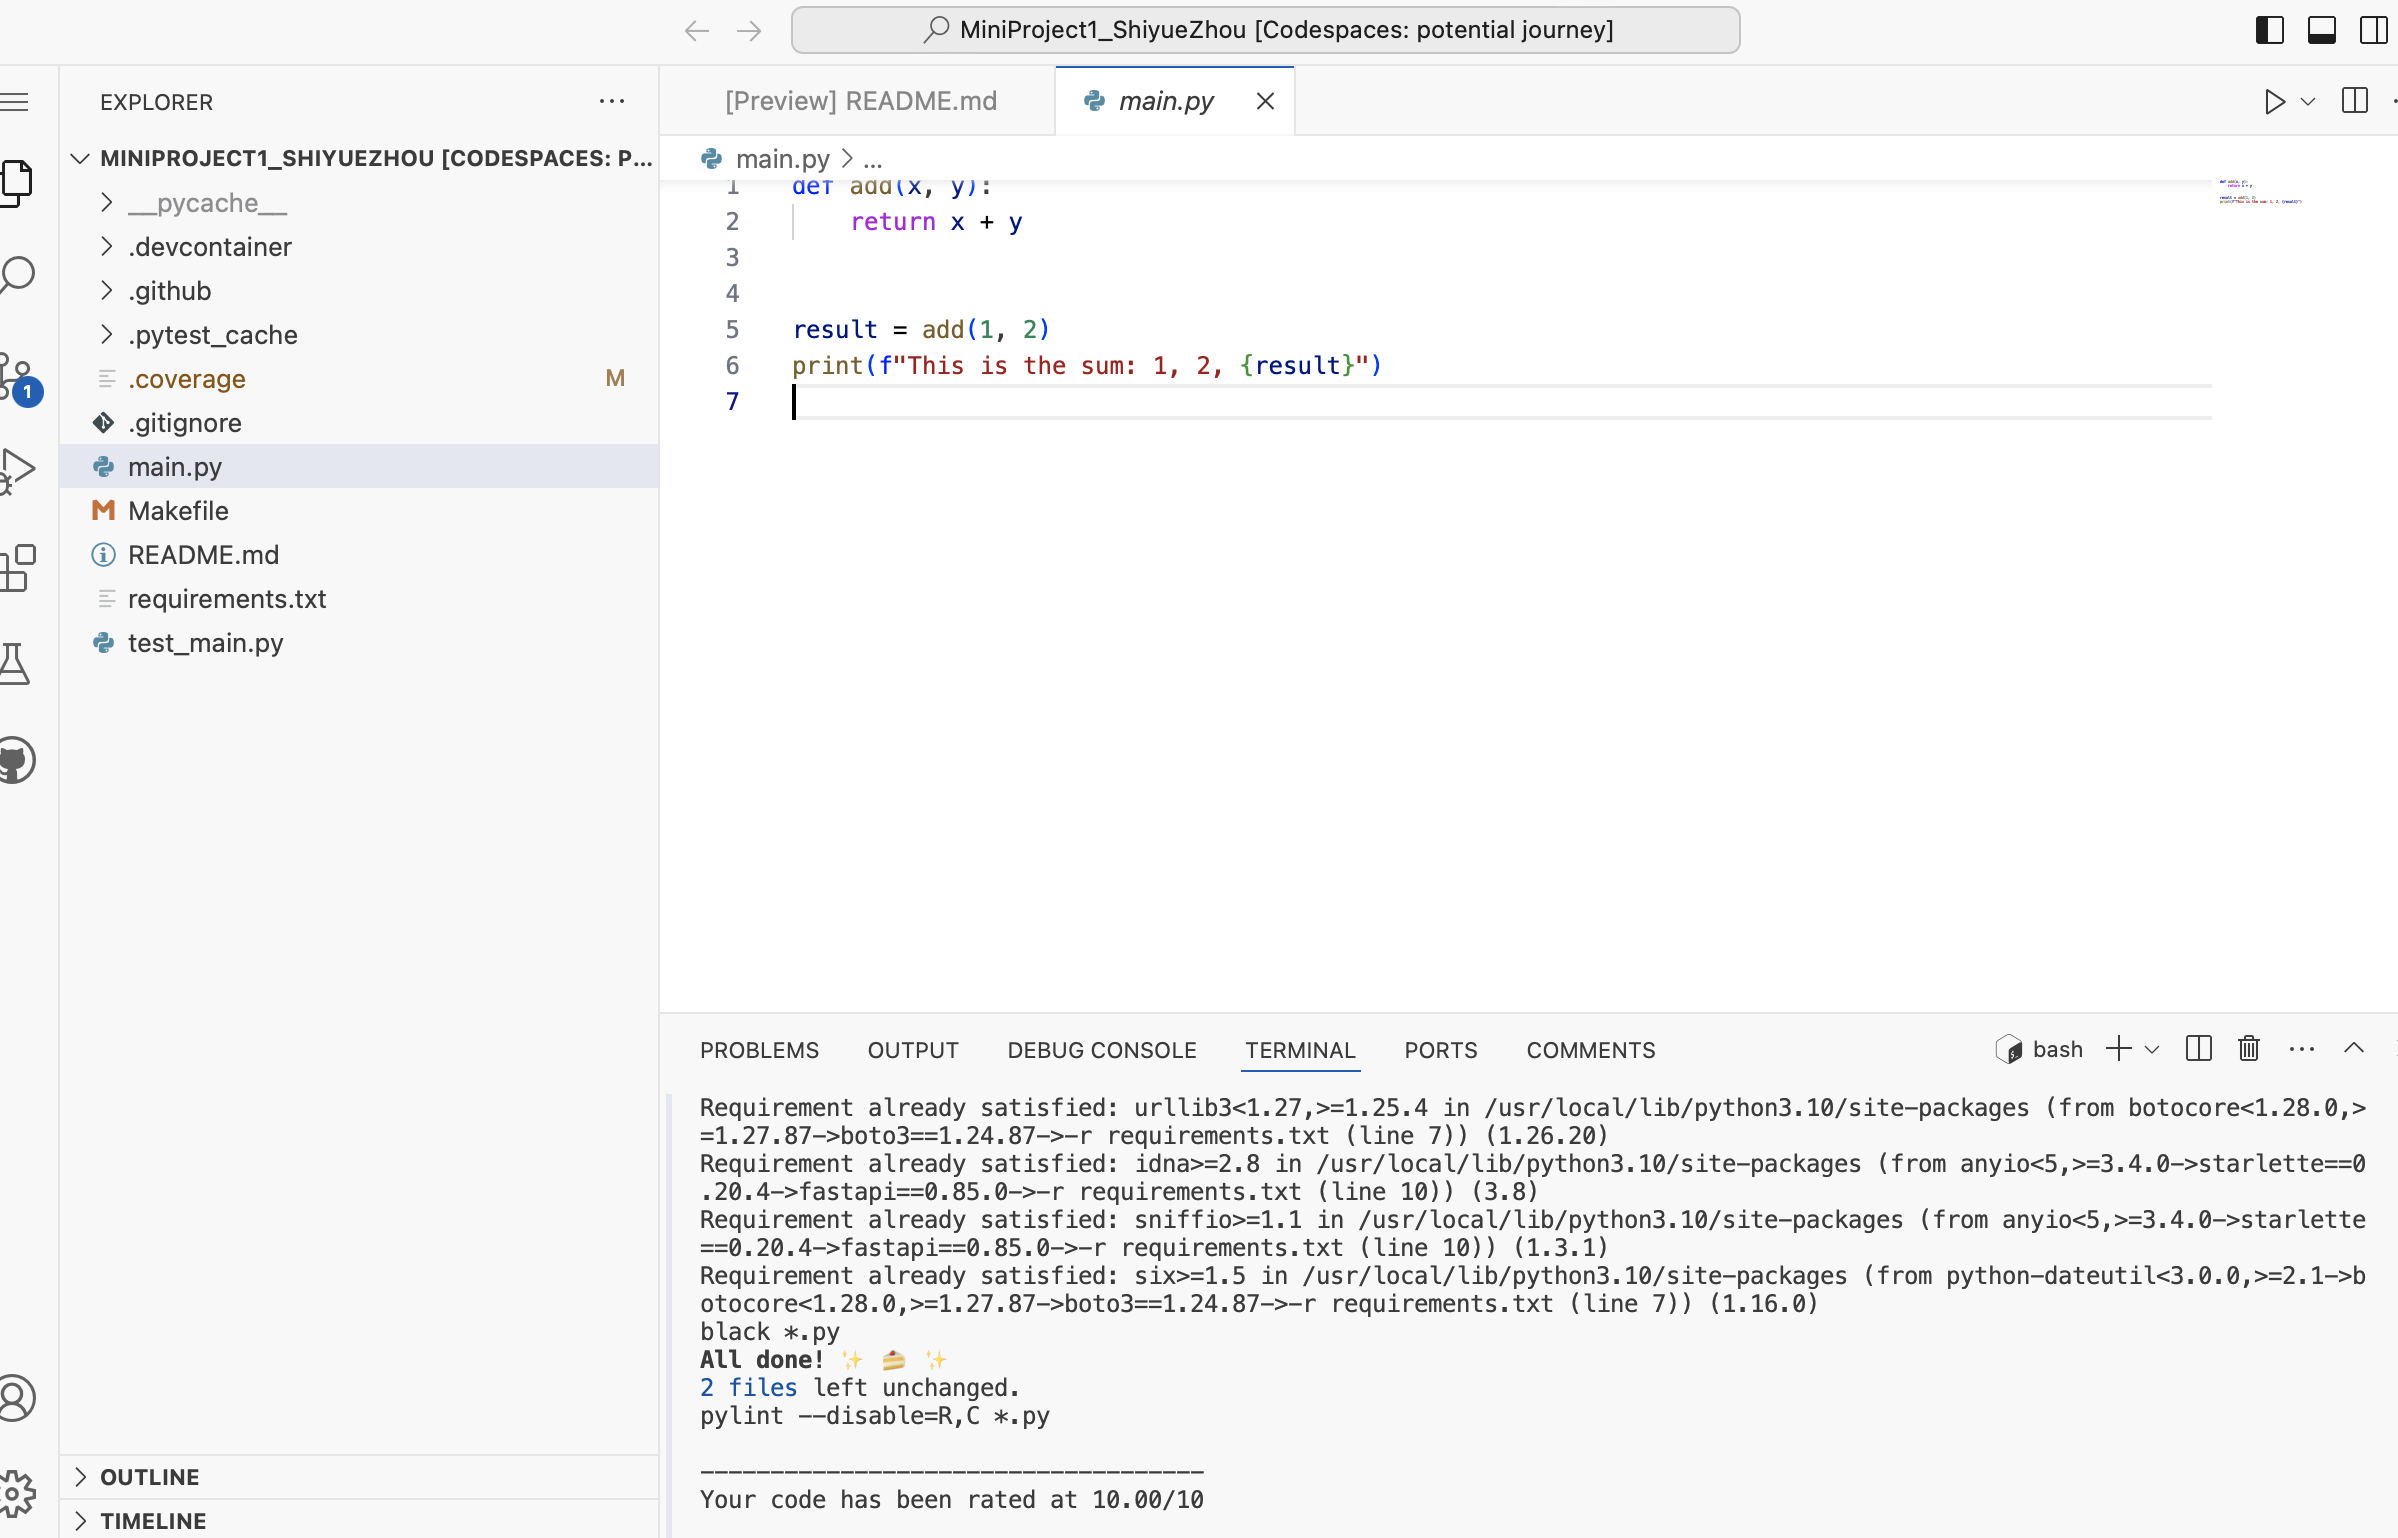 MiniProject1_ShiyueZhou [Codespaces: potential journey]
EXPLORER
MINIPROJECT1_SHIYUEZHOU [CODESPACES: P...
__pycache__
.devcontainer
.github
.pytest_cache
.coverage M
.gitignore
main.py
Makefile
README.md
requirements.txt
test_main.py
OUTLINE
TIMELINE
1
[Preview] README.md
main.py
main.py > ...
1 def add(x, y):
2 return x + y
3
4
5 result = add(1, 2)
6 print(f"This is the sum: 1, 2, {result}")
7
PROBLEMS OUTPUT DEBUG CONSOLE TERMINAL PORTS COMMENTS
bash
Requirement already satisfied: urllib3<1.27,>=1.25.4 in /usr/local/lib/python3.10/site-packages (from botocore<1.28.0,>
=1.27.87->boto3==1.24.87->-r requirements.txt (line 7)) (1.26.20)
Requirement already satisfied: idna>=2.8 in /usr/local/lib/python3.10/site-packages (from anyio<5,>=3.4.0->starlette==0
.20.4->fastapi==0.85.0->-r requirements.txt (line 10)) (3.8)
Requirement already satisfied: sniffio>=1.1 in /usr/local/lib/python3.10/site-packages (from anyio<5,>=3.4.0->starlette
==0.20.4->fastapi==0.85.0->-r requirements.txt (line 10)) (1.3.1)
Requirement already satisfied: six>=1.5 in /usr/local/lib/python3.10/site-packages (from python-dateutil<3.0.0,>=2.1->b
otocore<1.28.0,>=1.27.87->boto3==1.24.87->-r requirements.txt (line 7)) (1.16.0)
black *.py
All done! ✨ 🍰 ✨
2 files left unchanged.
pylint --disable=R,C *.py
------------------------------------
Your code has been rated at 10.00/10